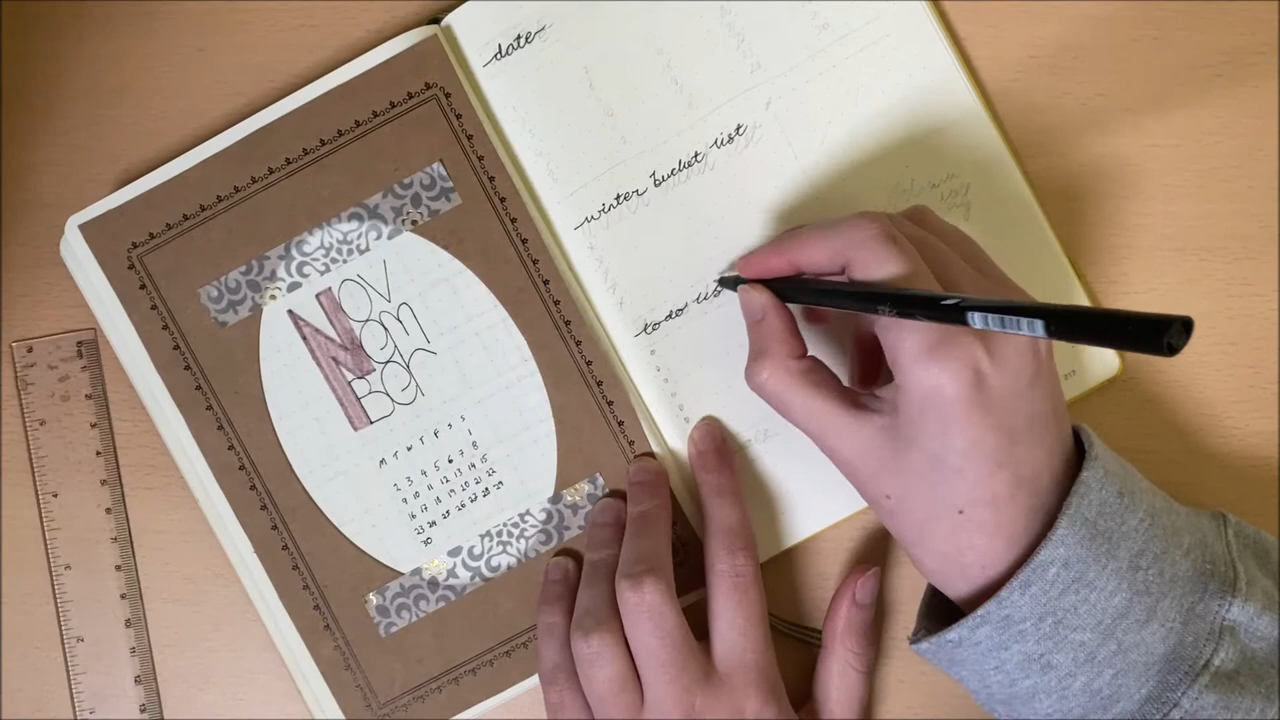 NOV
em
Ber
M T W T F S S
1
2 3 4 5 6 7 8
9 10 11 12 13 14 15
16 17 18 19 20 21 22
23 24 25 26 27 28 29
30
date
winter bucket list
to do lis